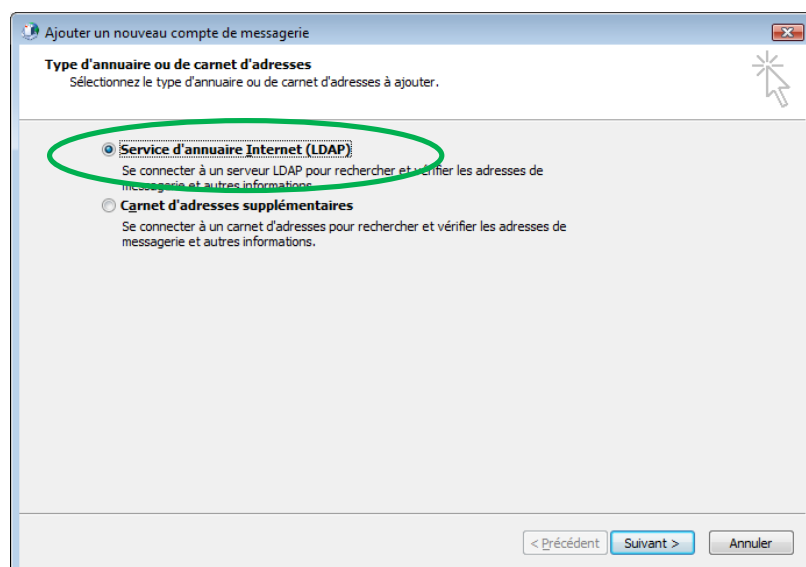 Ajouter un nouveau compte de messagerie
Type d'annuaire ou de carnet d'adresses
Sélectionnez le type d'annuaire ou de carnet d'adresses à ajouter.
Service d'annuaire Internet (LDAP)
Se connecter à un serveur LDAP pour rechercher et vérifier les adresses de
messagerie et autres informations.
Carnet d'adresses supplémentaires
Se connecter à un carnet d'adresses pour rechercher et vérifier les adresses de
messagerie et autres informations.
< Précédent
Suivant >
Annuler